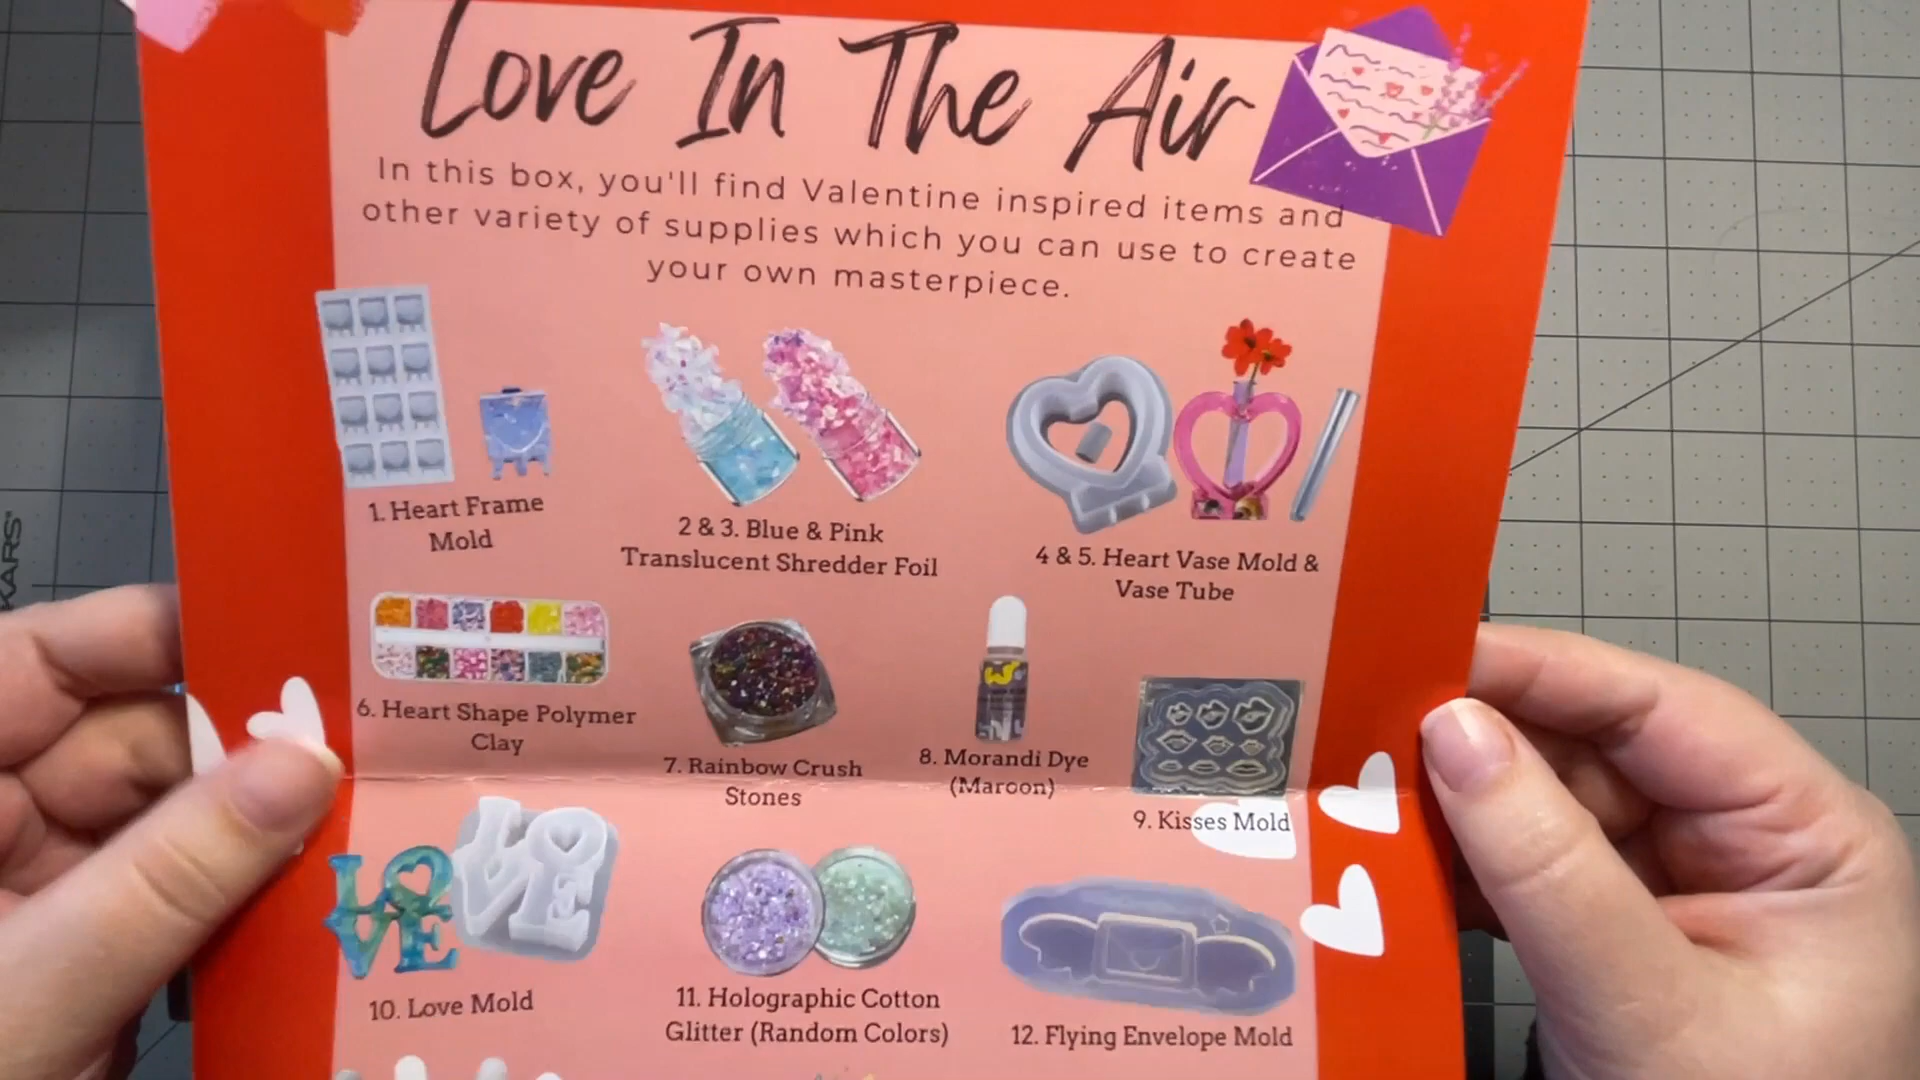 Love In The Air
In this box, you'll find Valentine inspired items and
other variety of supplies which you can use to create
your own masterpiece.
1. Heart Frame
Mold
2 & 3. Blue & Pink
Translucent Shredder Foil
4 & 5. Heart Vase Mold &
Vase Tube
6. Heart Shape Polymer
Clay
7. Rainbow Crush
Stones
8. Morandi Dye
(Maroon)
9. Kisses Mold
LOVE
10. Love Mold
11. Holographic Cotton
Glitter (Random Colors)
12. Flying Envelope Mold